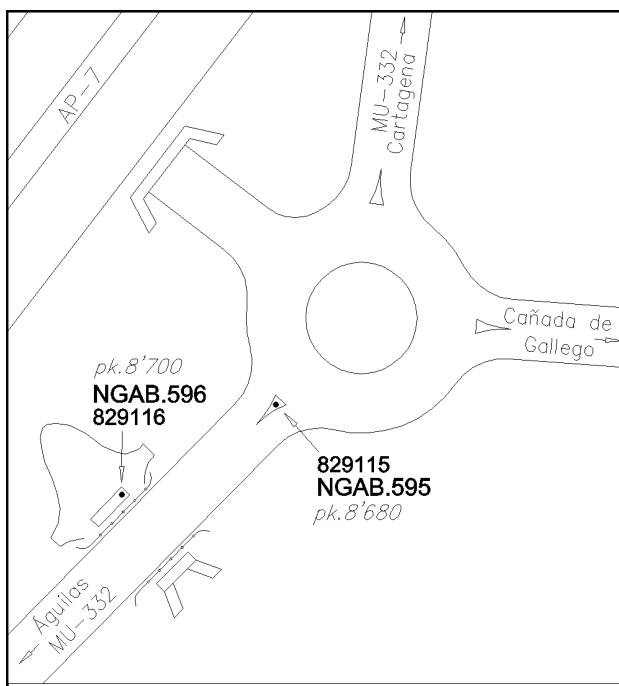 AP-7
MU-332
Cartagena
Cañada de
Gallego
pk.8'700
NGAB.596
829116
829115
NGAB.595
pk.8'680
Águilas
MU-332